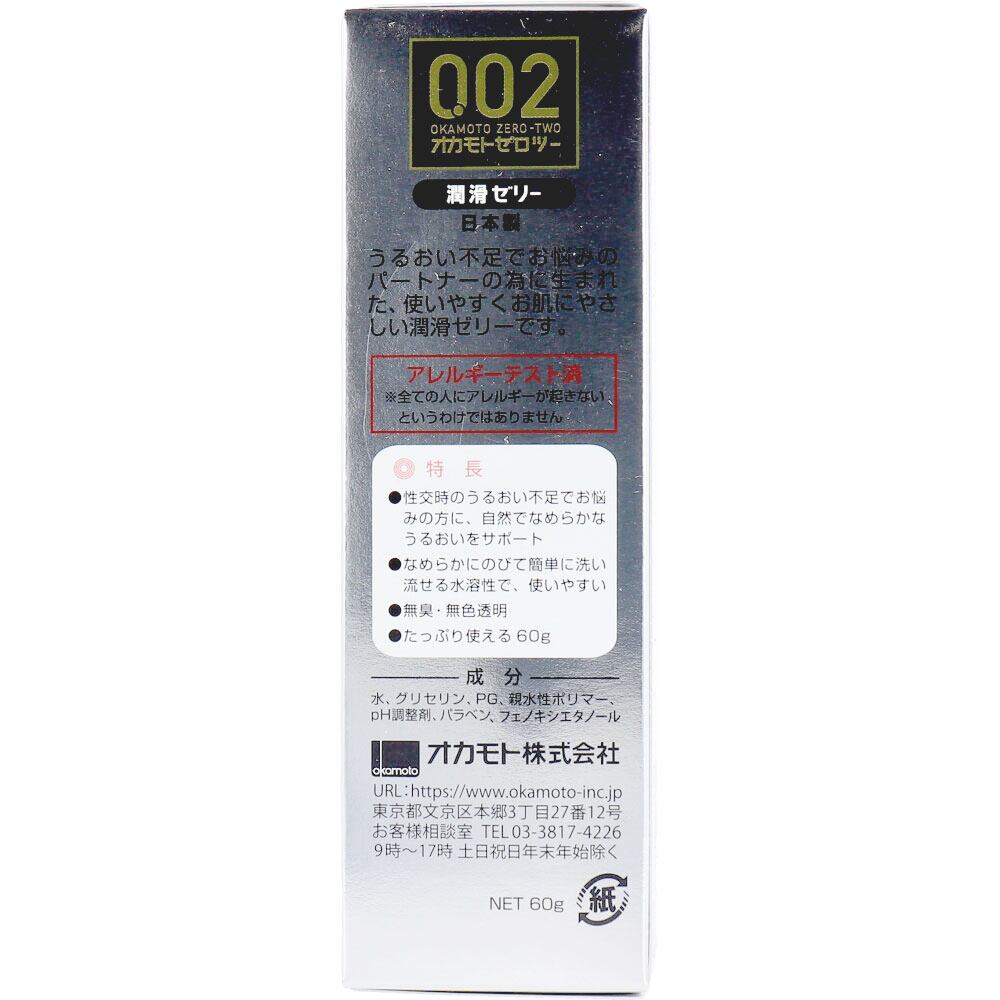 0.02
OKAMOTO ZERO-TWO
オカモトゼロツー
潤滑ゼリー
日本製
うるおい不足でお悩みの
パートナーの為に生まれ
た、使いやすくお肌にやさ
しい潤滑ゼリーです。
アレルギーテスト済
※全ての人にアレルギーが起きない
というわけではありません
特 長
●性交時のうるおい不足でお悩
みの方に、自然でなめらかな
うるおいをサポート
●なめらかにのびて簡単に洗い
流せる水溶性で、使いやすい
●無臭・無色透明
●たっぷり使える60g
成 分
水、グリセリン、PG、親水性ポリマー、
pH調整剤、パラベン、フェノキシエタノール
okamoto オカモト株式会社
URL:https://www.okamoto-inc.jp
東京都文京区本郷3丁目27番12号
お客様相談室 TEL 03-3817-4226
9時～17時 土日祝日年末年始除く
NET 60g 紙